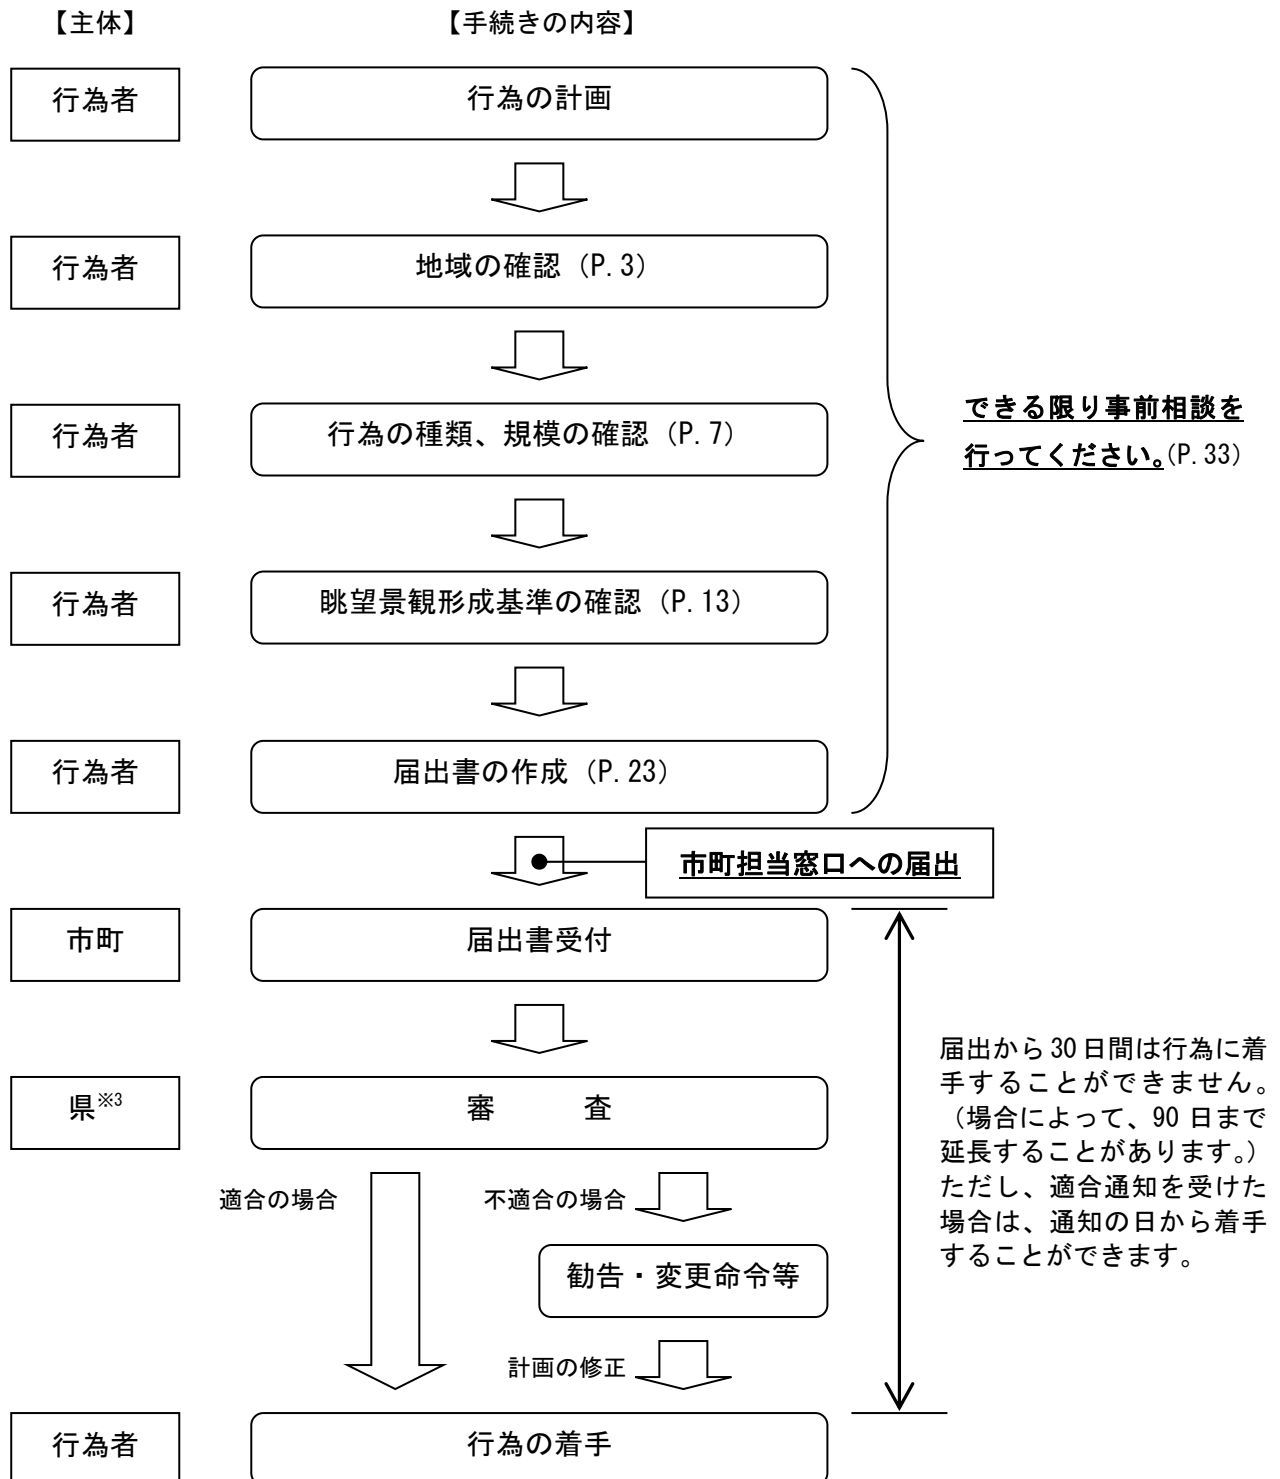 【主体】 【手続きの内容】
行為者 行為の計画
行為者 地域の確認（P.3）
行為者 行為の種類、規模の確認（P.7）
できる限り事前相談を
行ってください。(P.33)
行為者 眺望景観形成基準の確認（P.13）
行為者 届出書の作成（P.23）
市町担当窓口への届出
市町 届出書受付
県※3 審　　　査
届出から30日間は行為に着
手することができません。
（場合によって、90日まで
延長することがあります。）
ただし、適合通知を受けた
場合は、通知の日から着手
することができます。
適合の場合 不適合の場合
勧告・変更命令等
計画の修正
行為者 行為の着手